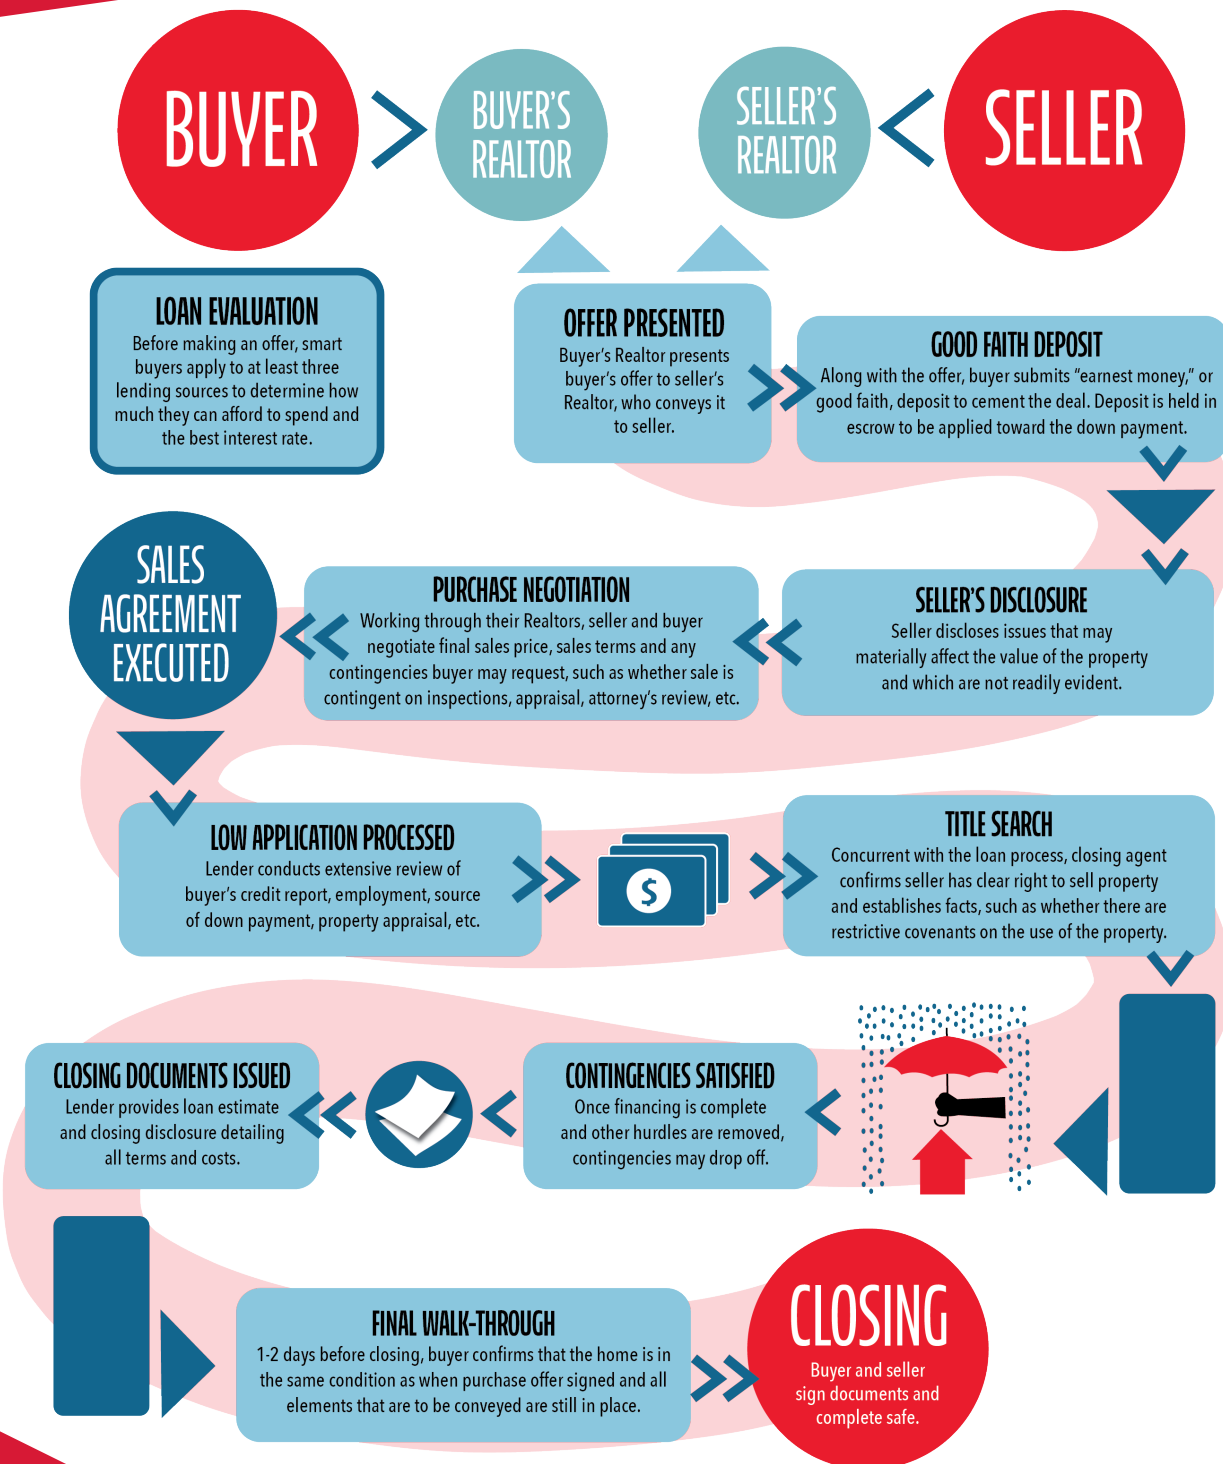 BUYER
BUYER'S
REALTOR
SELLER'S
REALTOR
SELLER
LOAN EVALUATION
Before making an offer, smart
buyers apply to at least three
lending sources to determine how
much they can afford to spend and
the best interest rate.
OFFER PRESENTED
Buyer's Realtor presents
buyer's offer to seller's
Realtor, who conveys it
to seller.
GOOD FAITH DEPOSIT
Along with the offer, buyer submits "earnest money," or
good faith, deposit to cement the deal. Deposit is held in
escrow to be applied toward the down payment.
SELLER'S DISCLOSURE
Seller discloses issues that may
materially affect the value of the property
and which are not readily evident.
PURCHASE NEGOTIATION
Working through their Realtors, seller and buyer
negotiate final sales price, sales terms and any
contingencies buyer may request, such as whether sale is
contingent on inspections, appraisal, attorney's review, etc.
SALES
AGREEMENT
EXECUTED
LOW APPLICATION PROCESSED
Lender conducts extensive review of
buyer's credit report, employment, source
of down payment, property appraisal, etc.
$
TITLE SEARCH
Concurrent with the loan process, closing agent
confirms seller has clear right to sell property
and establishes facts, such as whether there are
restrictive covenants on the use of the property.
CONTINGENCIES SATISFIED
Once financing is complete
and other hurdles are removed,
contingencies may drop off.
CLOSING DOCUMENTS ISSUED
Lender provides loan estimate
and closing disclosure detailing
all terms and costs.
FINAL WALK-THROUGH
1-2 days before closing, buyer confirms that the home is in
the same condition as when purchase offer signed and all
elements that are to be conveyed are still in place.
CLOSING
Buyer and seller
sign documents and
complete safe.